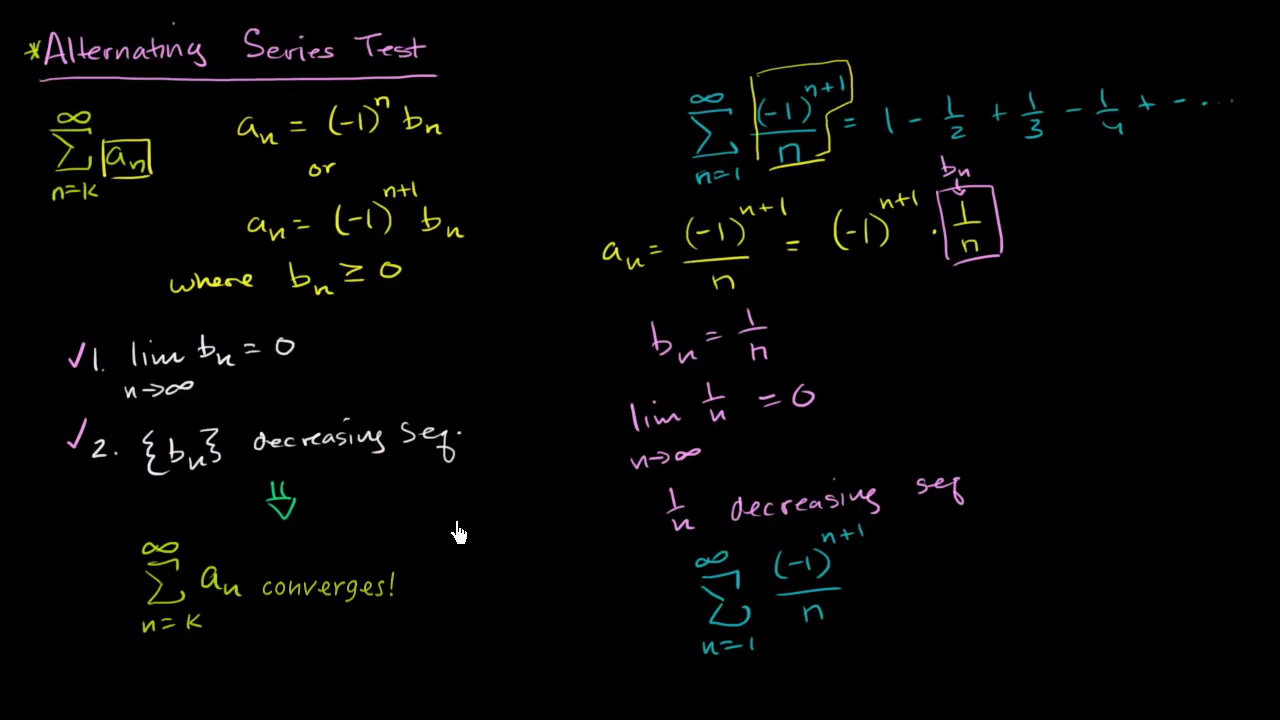 *Alternating Series Test
∞
Σ aₙ
n=k
aₙ = (-1)ⁿ bₙ
or
aₙ = (-1)ⁿ⁺¹ bₙ
where bₙ ≥ 0
✓1. lim bₙ = 0
n→∞
✓2. {bₙ} decreasing seq.
⇓
∞
Σ aₙ converges!
n=k
∞
Σ (-1)ⁿ⁺¹/n = 1 - 1/2 + 1/3 - 1/4 + - ....
n=1
bₙ
↓
aₙ = (-1)ⁿ⁺¹/n = (-1)ⁿ⁺¹ · 1/n
bₙ = 1/n
lim 1/n = 0
n→∞
1/n decreasing seq
∞
Σ (-1)ⁿ⁺¹/n
n=1